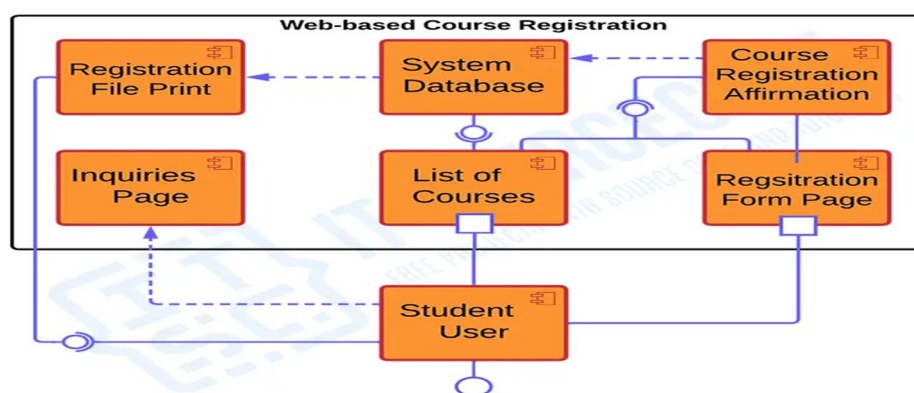 Web-based Course Registration
Registration
File Print
System
Database
Course
Registration
Affirmation
Inquiries
Page
List of
Courses
Regsitration
Form Page
Student
User